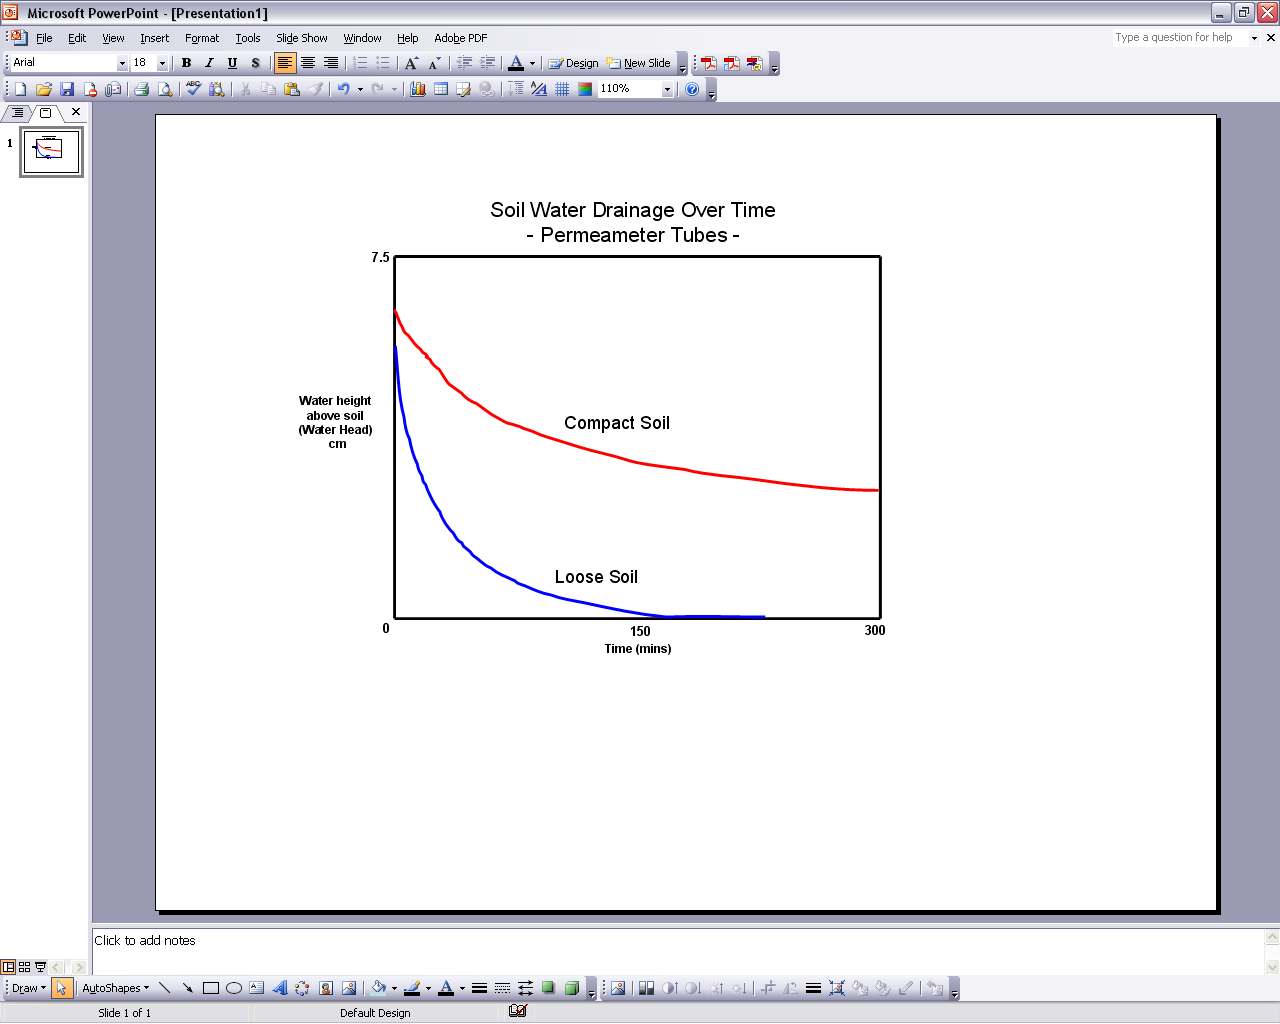 Microsoft PowerPoint - [Presentation1]
File Edit View Insert Format Tools Slide Show Window Help Adobe PDF
Type a question for help
Arial 18 B I U S A A A Design New Slide
ABC 110%
1
Soil Water Drainage Over Time
- Permeameter Tubes -
7.5
Water height
above soil
(Water Head)
cm
Compact Soil
Loose Soil
0
150
300
Time (mins)
Click to add notes
Draw AutoShapes
Slide 1 of 1 Default Design